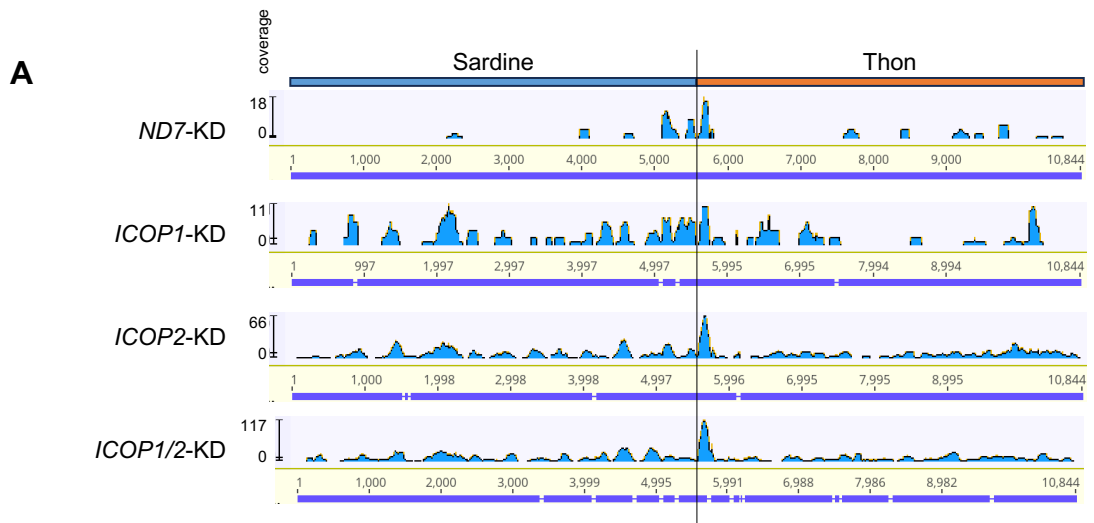 A
coverage
Sardine
Thon
ND7-KD
18
0
1 1,000 2,000 3,000 4,000 5,000 6,000 7,000 8,000 9,000 10,844
ICOP1-KD
11
0
1 997 1,997 2,997 3,997 4,997 5,995 6,995 7,994 8,994 10,844
ICOP2-KD
66
0
1 1,000 1,998 2,998 3,998 4,997 5,996 6,995 7,995 8,995 10,844
ICOP1/2-KD
117
0
1 1,000 2,000 3,000 3,999 4,995 5,991 6,988 7,986 8,982 10,844